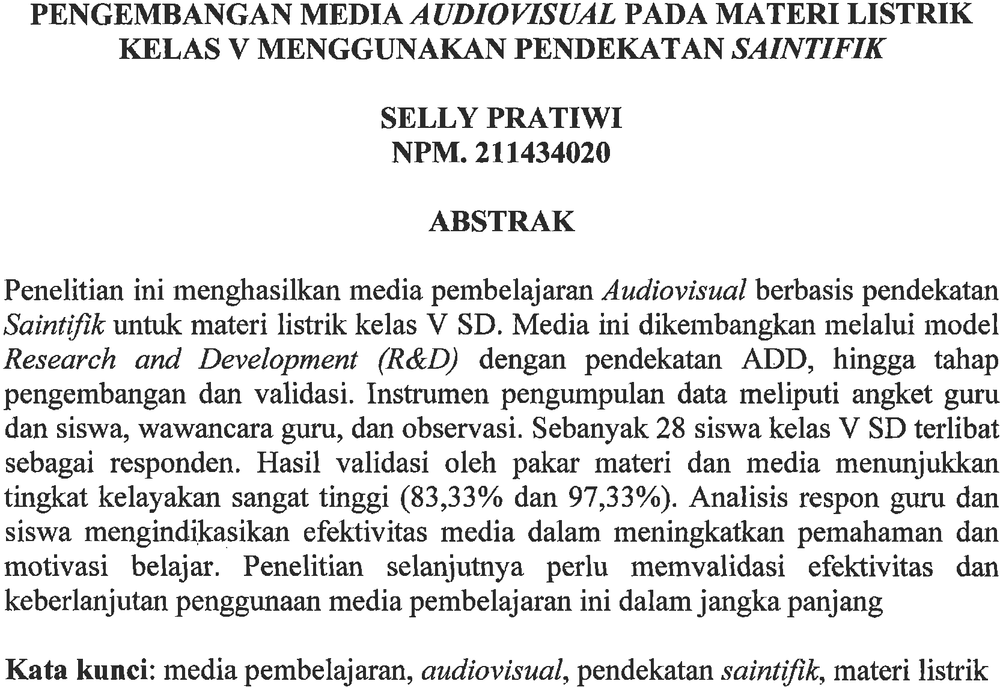 PENGEMBANGAN MEDIA AUDIOVISUAL PADA MATERI LISTRIK
KELAS V MENGGUNAKAN PENDEKATAN SAINTIFIK
SELLY PRATIWI
NPM. 211434020
ABSTRAK
Penelitian ini menghasilkan media pembelajaran Audiovisual berbasis pendekatan
Saintifik untuk materi listrik kelas V SD. Media ini dikembangkan melalui model
Research and Development (R&D) dengan pendekatan ADD, hingga tahap
pengembangan dan validasi. Instrumen pengumpulan data meliputi angket guru
dan siswa, wawancara guru, dan observasi. Sebanyak 28 siswa kelas V SD terlibat
sebagai responden. Hasil validasi oleh pakar materi dan media menunjukkan
tingkat kelayakan sangat tinggi (83,33% dan 97,33%). Analisis respon guru dan
siswa mengindikasikan efektivitas media dalam meningkatkan pemahaman dan
motivasi belajar. Penelitian selanjutnya perlu memvalidasi efektivitas dan
keberlanjutan penggunaan media pembelajaran ini dalam jangka panjang
Kata kunci: media pembelajaran, audiovisual, pendekatan saintifik, materi listrik